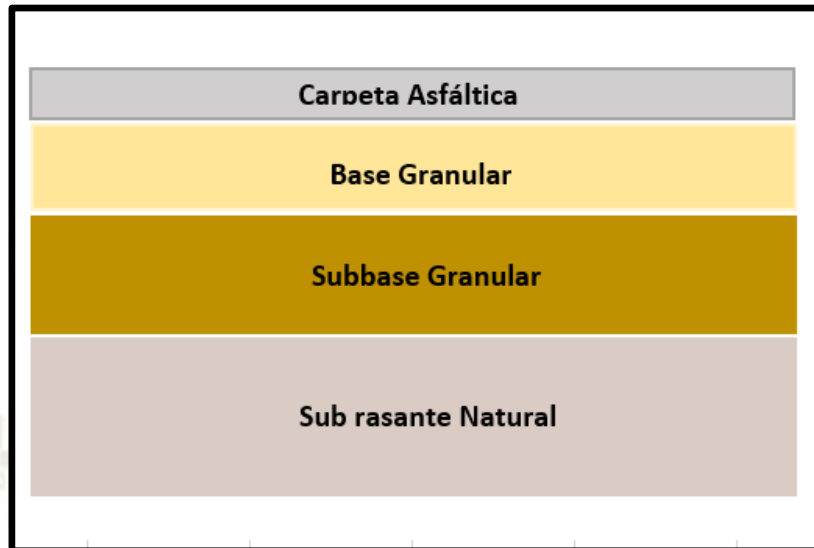 Carpeta Asfáltica
Base Granular
Subbase Granular
Sub rasante Natural